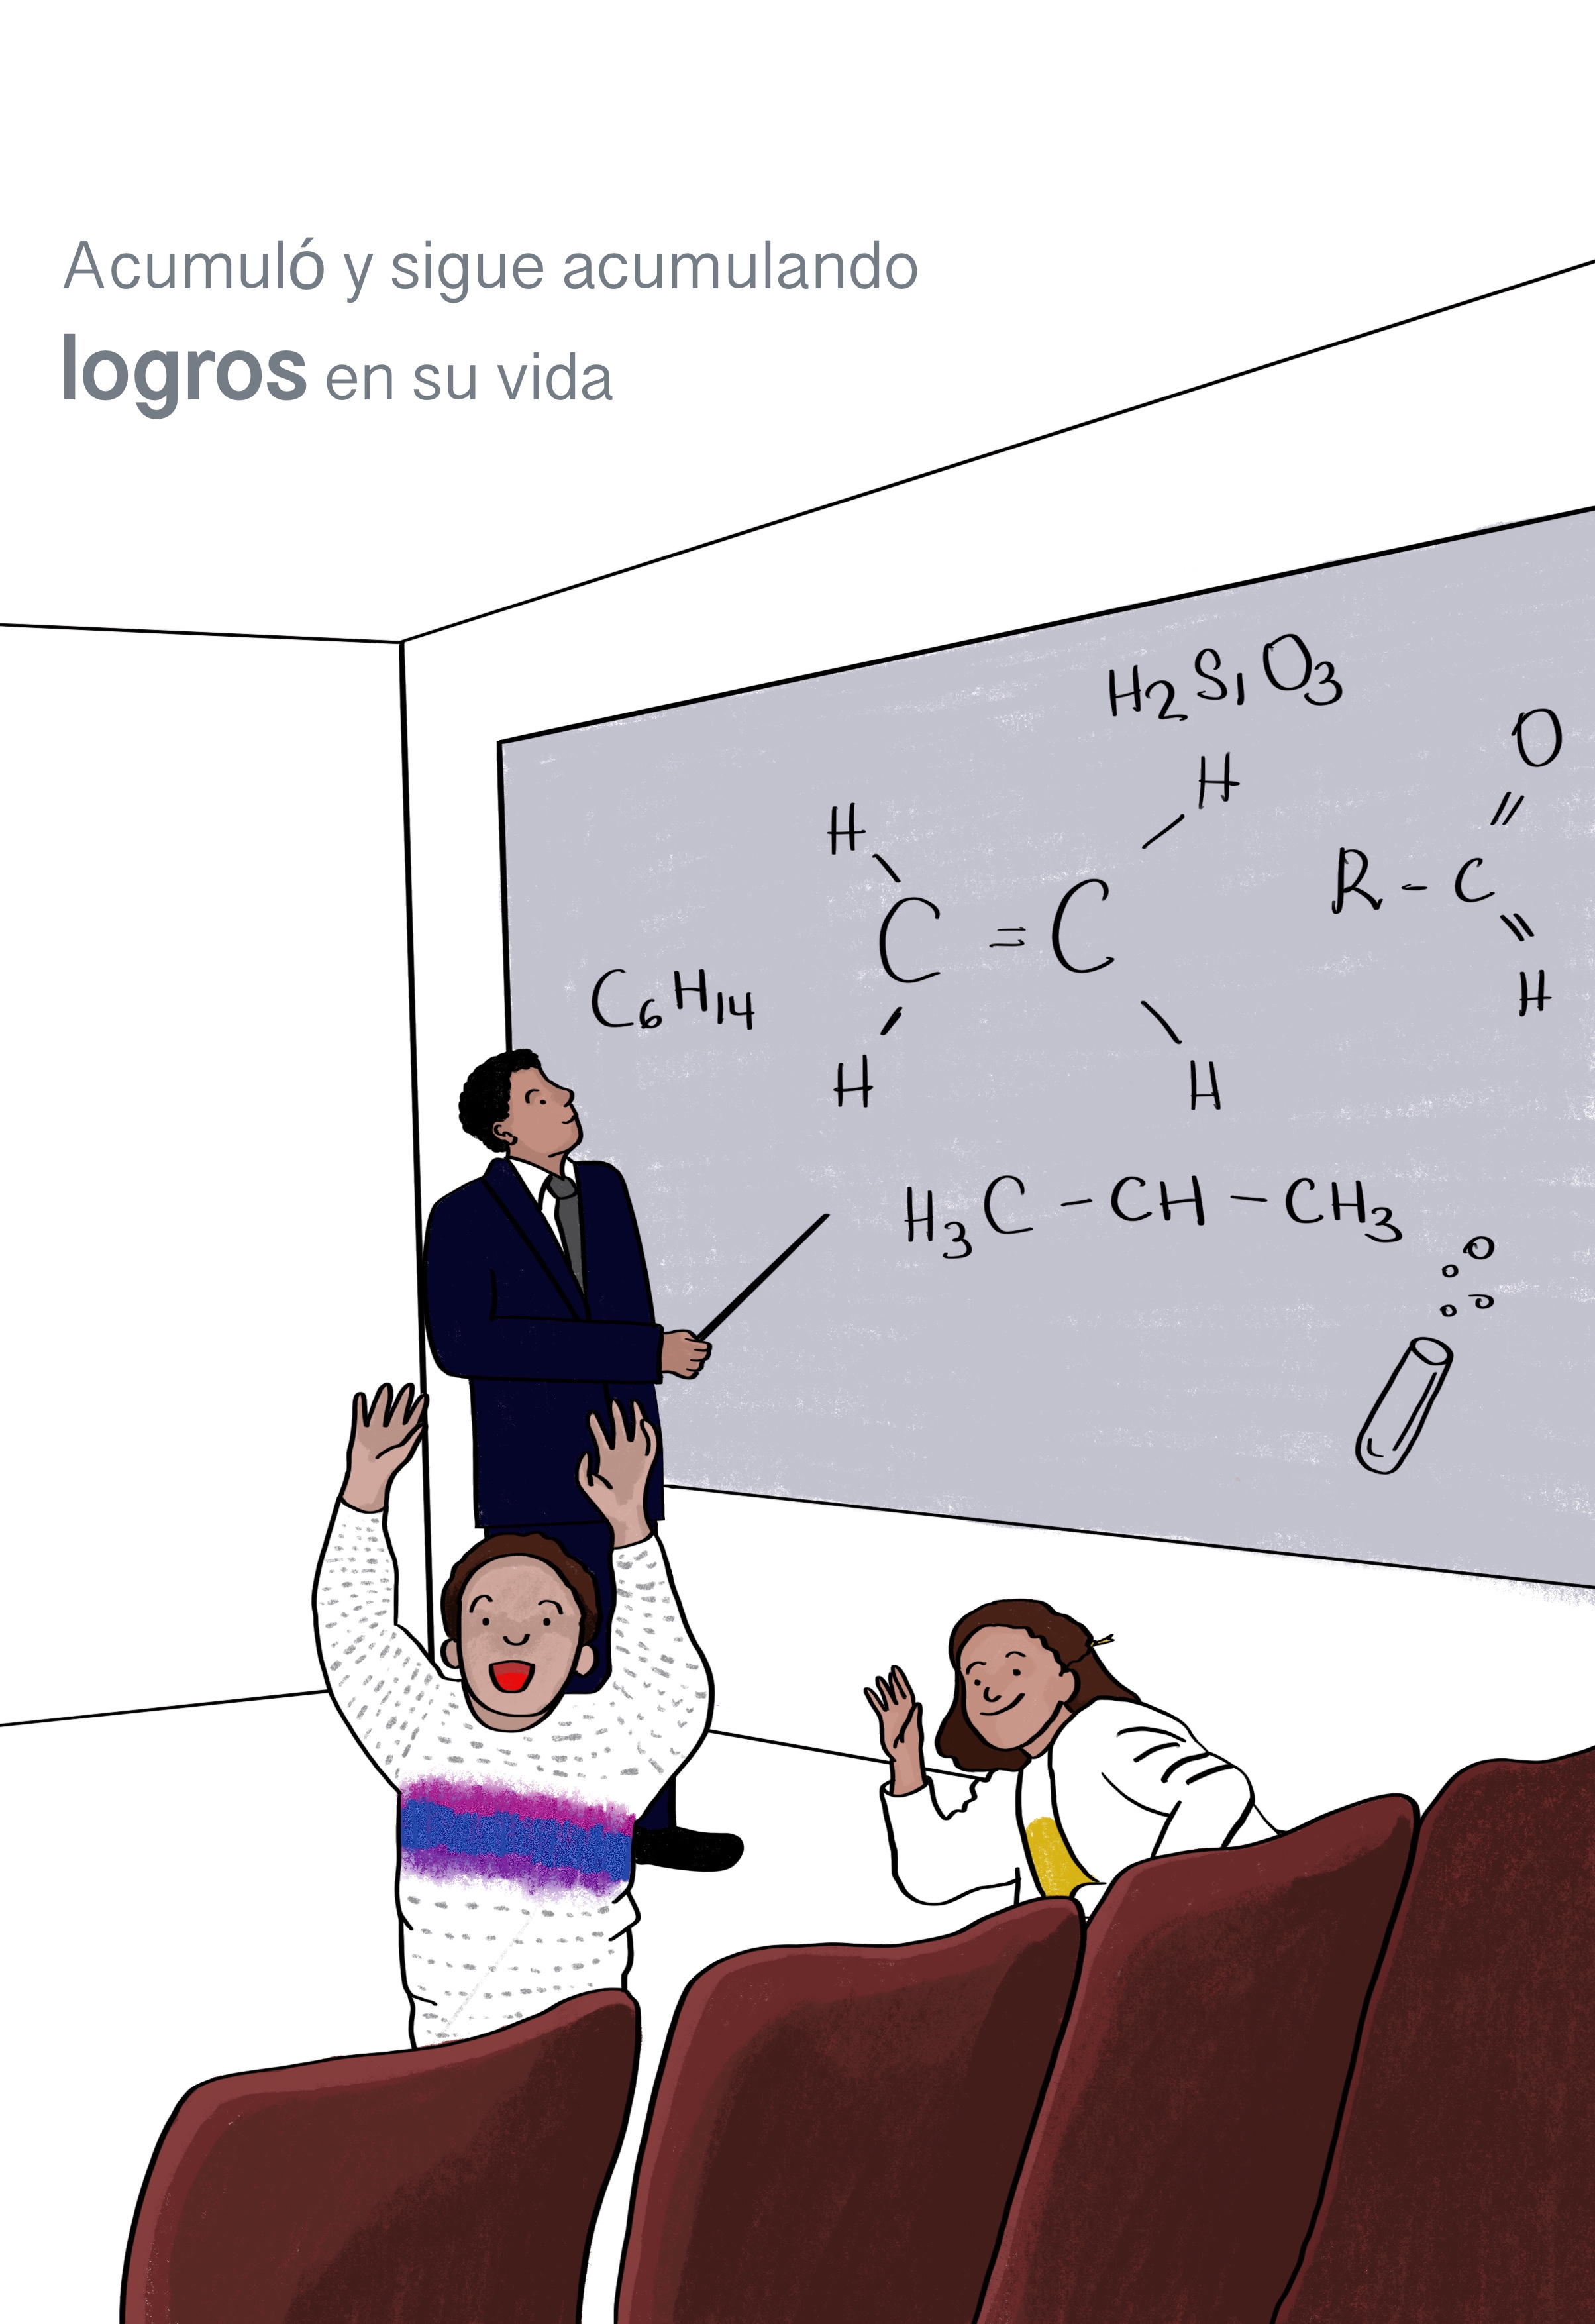 Acumuló y sigue acumulando
logros en su vida
H2SiO3
H H O
C = C R - C
C6H14
H H H
H3C - CH - CH3